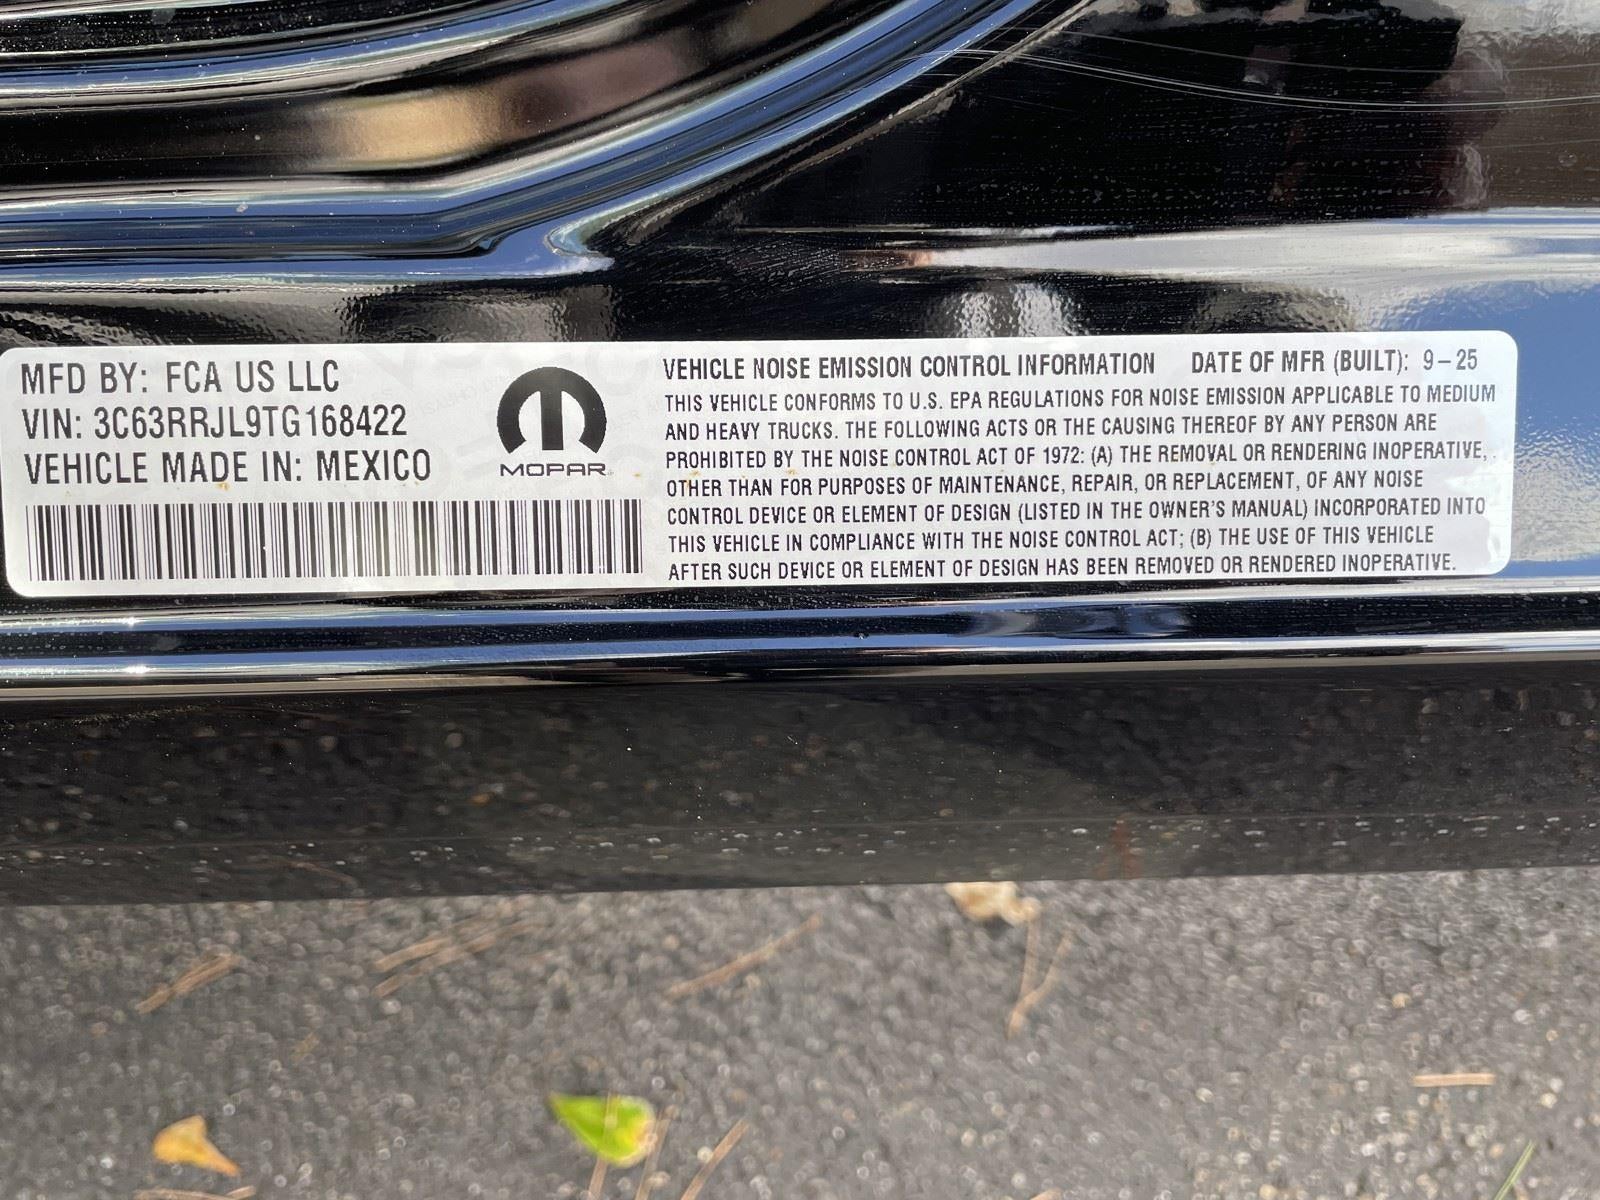 MFD BY: FCA US LLC
VIN: 3C63RRJL9TG168422
VEHICLE MADE IN: MEXICO
MOPAR
VEHICLE NOISE EMISSION CONTROL INFORMATION DATE OF MFR (BUILT): 9-25
THIS VEHICLE CONFORMS TO U.S. EPA REGULATIONS FOR NOISE EMISSION APPLICABLE TO MEDIUM
AND HEAVY TRUCKS. THE FOLLOWING ACTS OR THE CAUSING THEREOF BY ANY PERSON ARE
PROHIBITED BY THE NOISE CONTROL ACT OF 1972: (A) THE REMOVAL OR RENDERING INOPERATIVE,
OTHER THAN FOR PURPOSES OF MAINTENANCE, REPAIR, OR REPLACEMENT, OF ANY NOISE
CONTROL DEVICE OR ELEMENT OF DESIGN (LISTED IN THE OWNER'S MANUAL) INCORPORATED INTO
THIS VEHICLE IN COMPLIANCE WITH THE NOISE CONTROL ACT; (B) THE USE OF THIS VEHICLE
AFTER SUCH DEVICE OR ELEMENT OF DESIGN HAS BEEN REMOVED OR RENDERED INOPERATIVE.